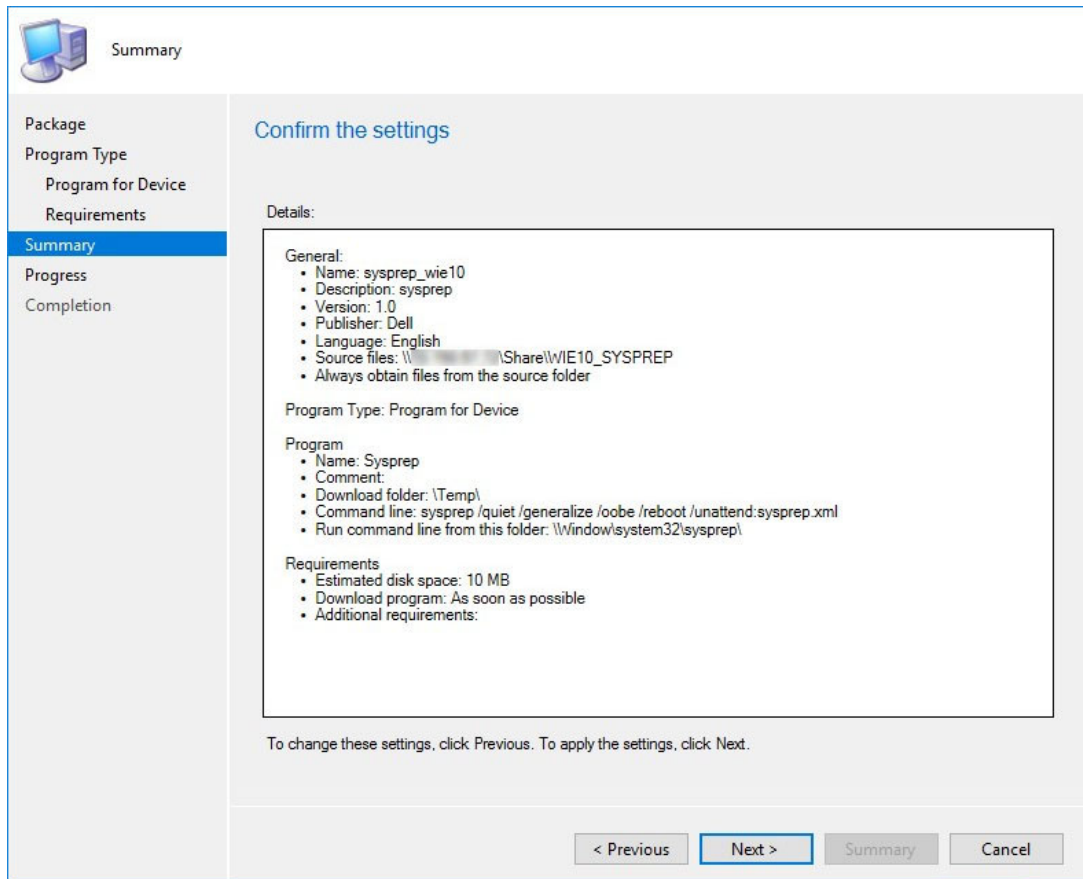 Summary
Package
Program Type
Program for Device
Requirements
Summary
Progress
Completion
Confirm the settings
Details:
General:
• Name: sysprep_wie10
• Description: sysprep
• Version: 1.0
• Publisher: Dell
• Language: English
• Source files: \\ \Share\WIE10_SYSPREP
• Always obtain files from the source folder
Program Type: Program for Device
Program
• Name: Sysprep
• Comment:
• Download folder: \Temp\
• Command line: sysprep /quiet /generalize /oobe /reboot /unattend:sysprep.xml
• Run command line from this folder: \\Window\system32\sysprep\
Requirements
• Estimated disk space: 10 MB
• Download program: As soon as possible
• Additional requirements:
To change these settings, click Previous. To apply the settings, click Next.
< Previous
Next >
Summary
Cancel